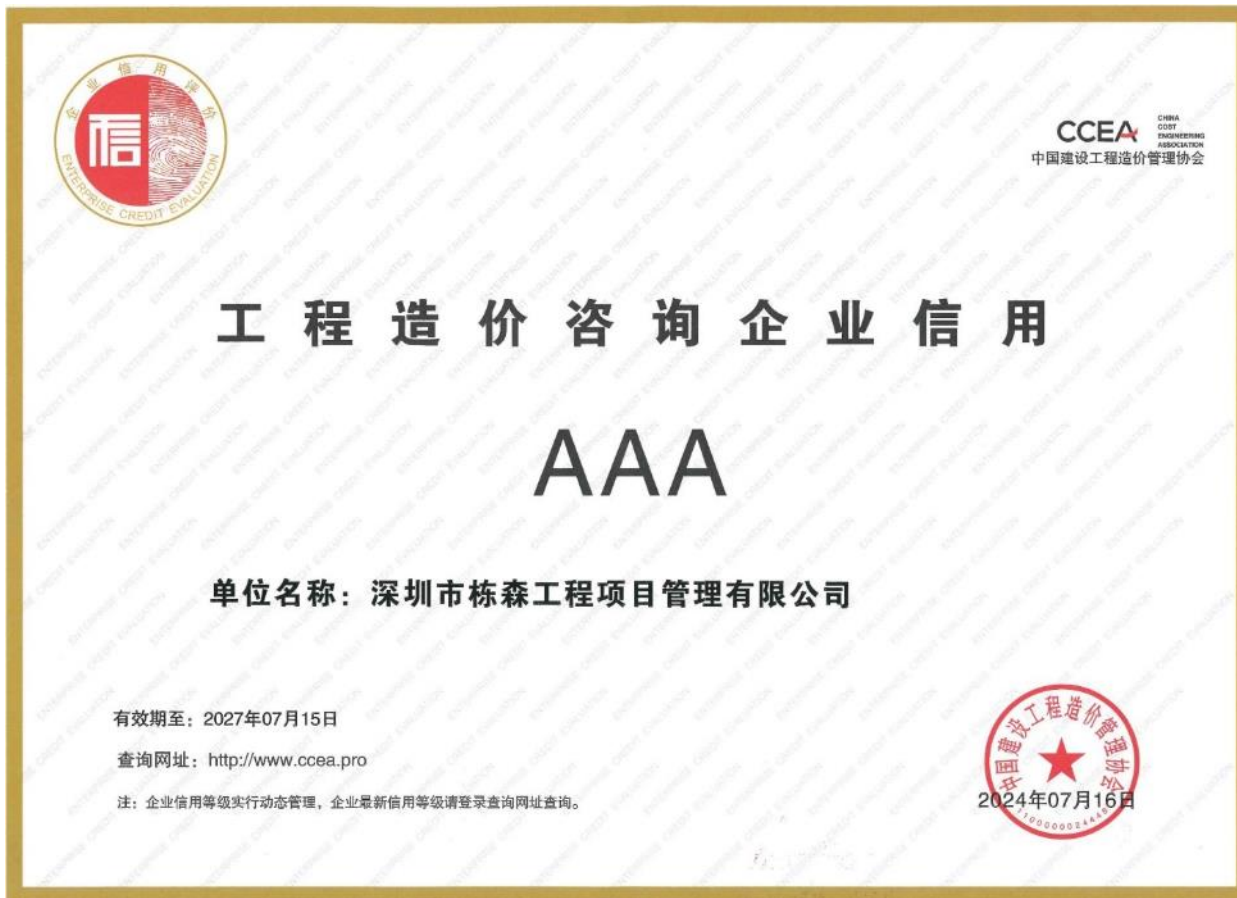 企业信用评价
信
ENTERPRISE CREDIT EVALUATION
CCEA
CHINA
COST
ENGINEERING
ASSOCIATION
中国建设工程造价管理协会
工程造价咨询企业信用
AAA
单位名称：深圳市栋森工程项目管理有限公司
有效期至：2027年07月15日
查询网址：http://www.ccea.pro
注：企业信用等级实行动态管理，企业最新信用等级请登录查询网址查询。
中国建设工程造价管理协会
2024年07月16日